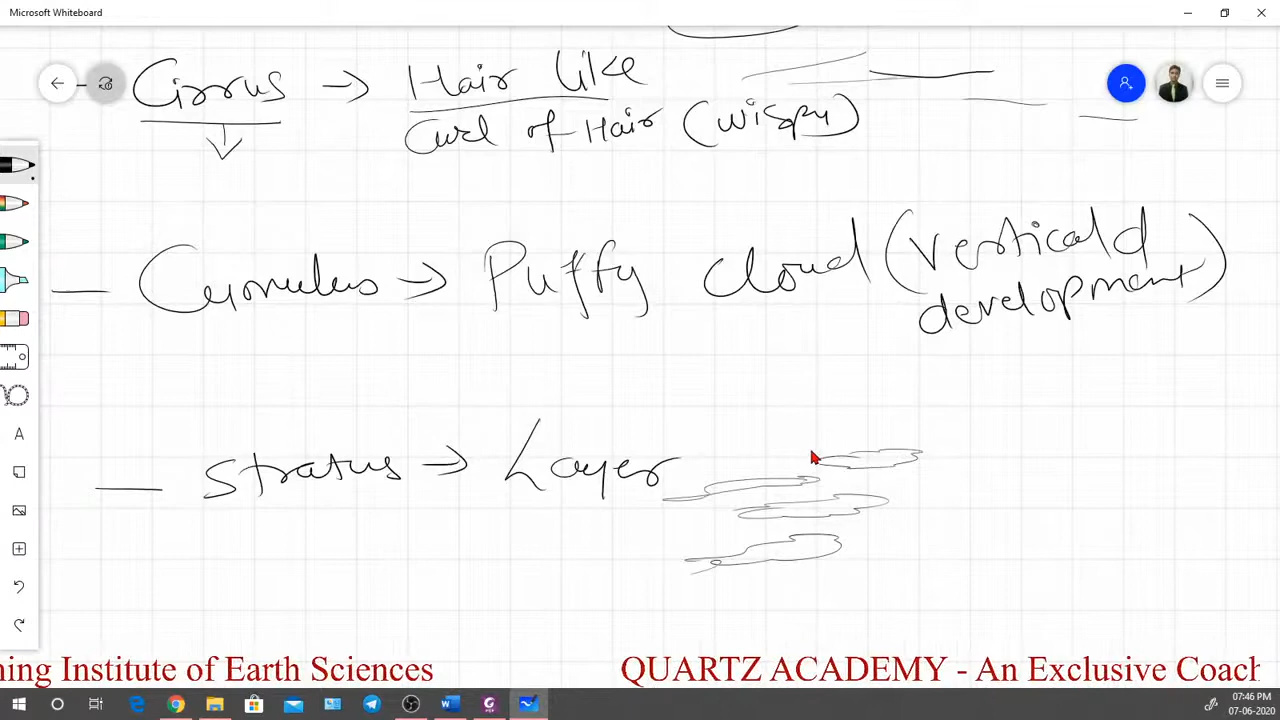 Microsoft Whiteboard
Cirrus → Hair like
Curl of Hair (wispy)
— Cumulus → Puffy cloud (vertical d
development)
— Stratus → Layer
A
ning Institute of Earth Sciences QUARTZ ACADEMY - An Exclusive Coach
07:46 PM
07-06-2020